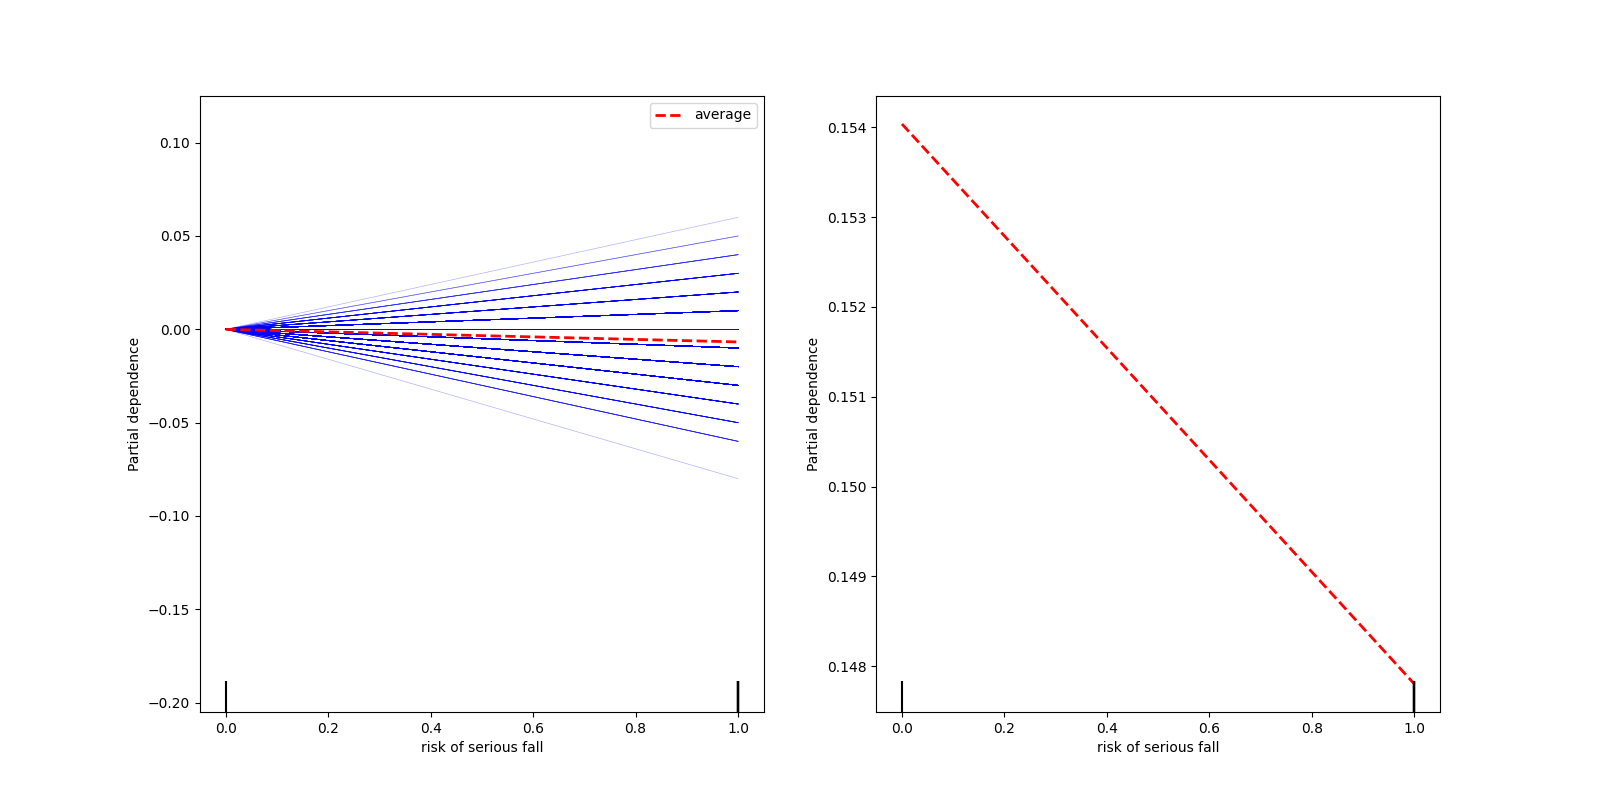 average
0.10
0.05
0.00
−0.05
−0.10
−0.15
−0.20
Partial dependence
0.0 0.2 0.4 0.6 0.8 1.0
risk of serious fall
0.154
0.153
0.152
0.151
0.150
0.149
0.148
Partial dependence
0.0 0.2 0.4 0.6 0.8 1.0
risk of serious fall